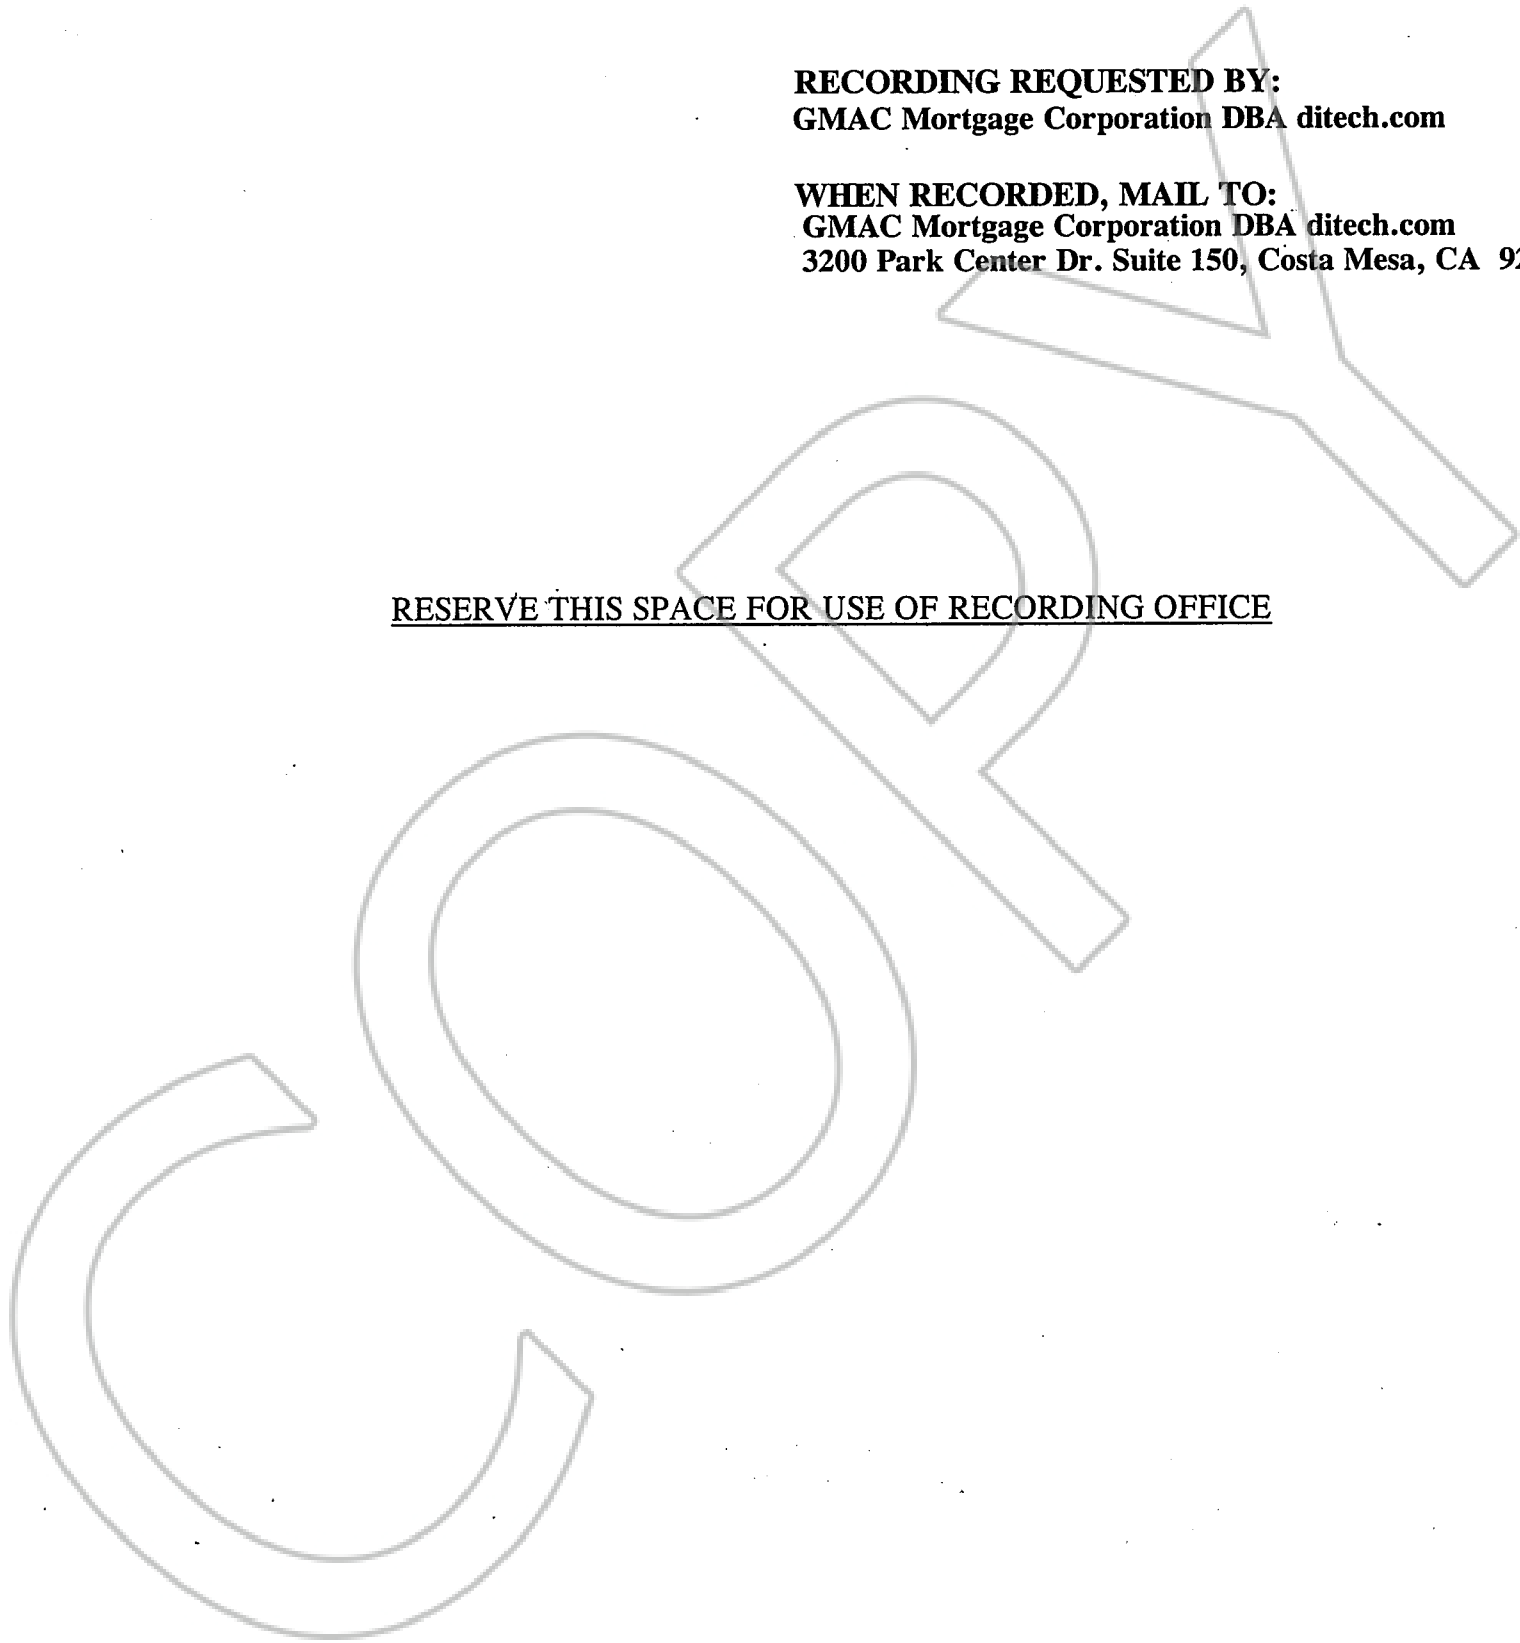 RECORDING REQUESTED BY:
GMAC Mortgage Corporation DBA ditech.com
WHEN RECORDED, MAIL TO:
GMAC Mortgage Corporation DBA ditech.com
3200 Park Center Dr. Suite 150, Costa Mesa, CA
RESERVE THIS SPACE FOR USE OF RECORDING OFFICE
COPY